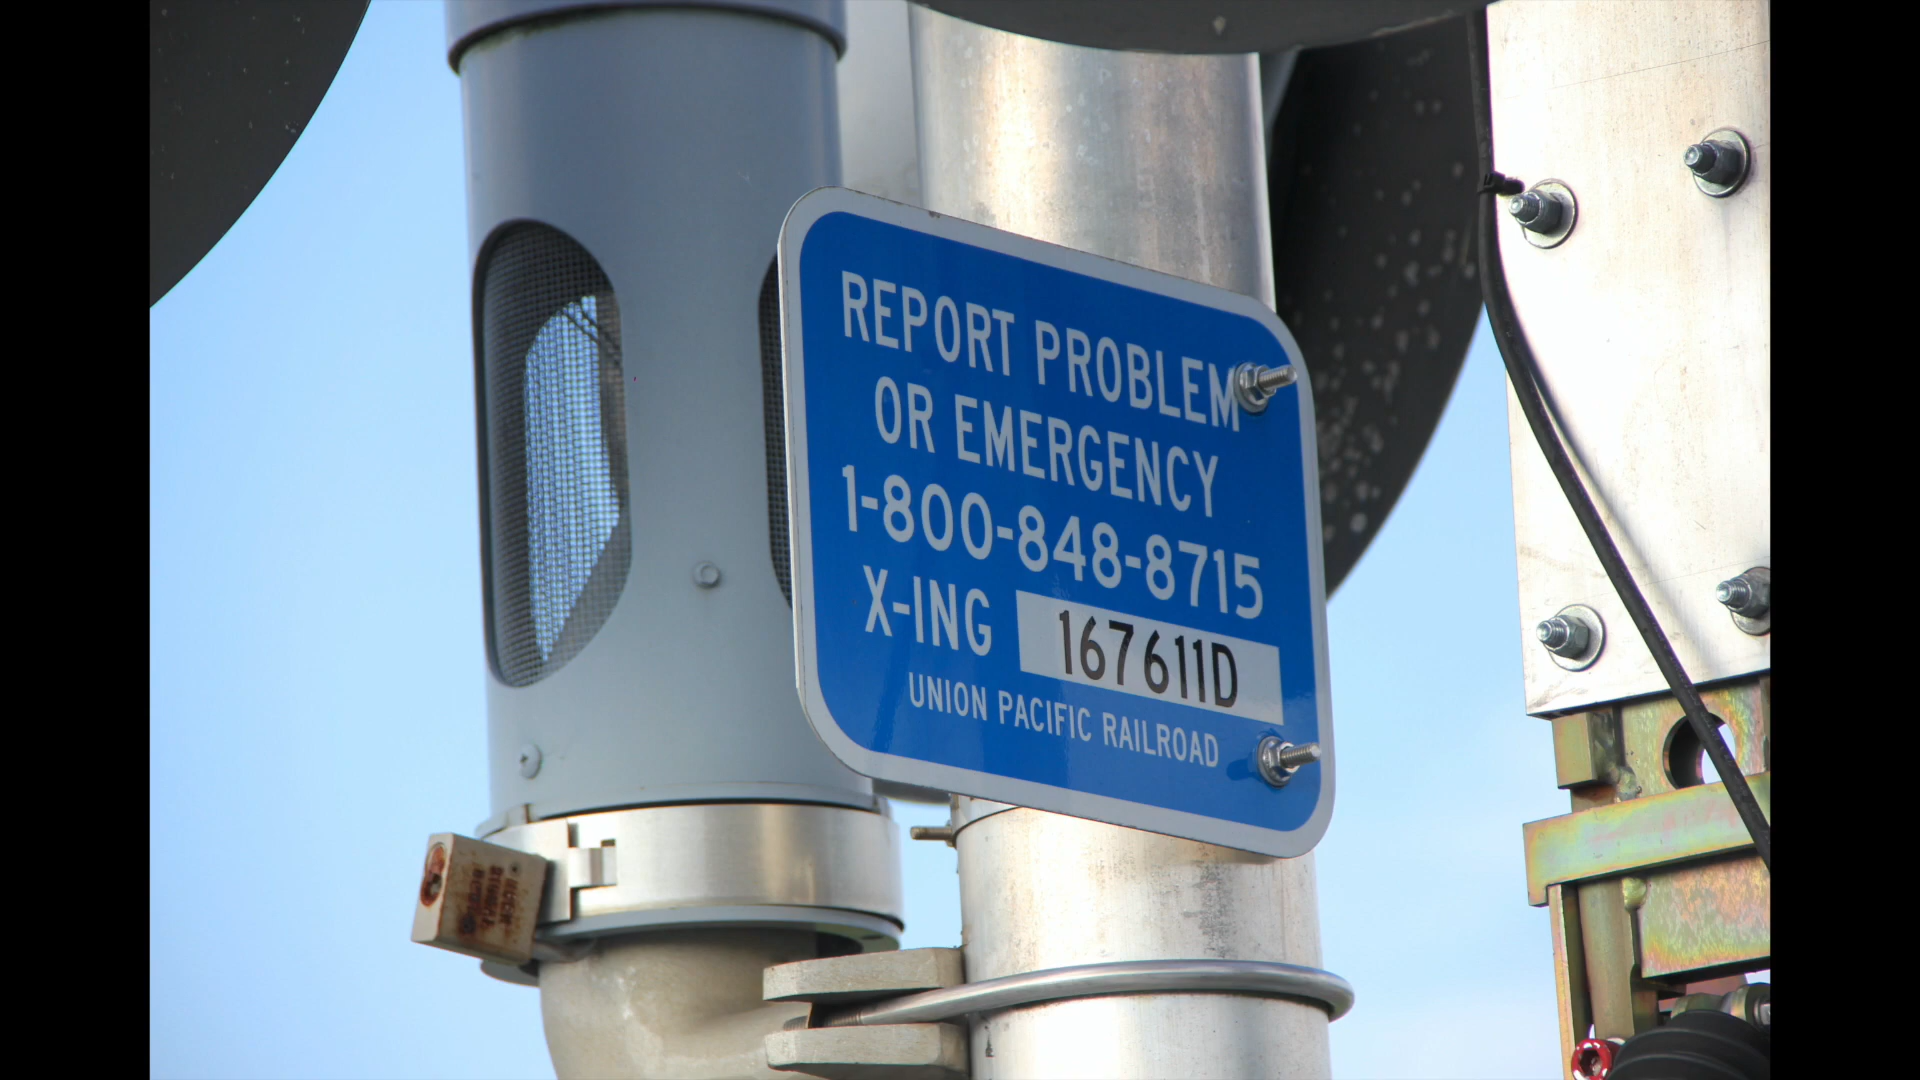 REPORT PROBLEM
OR EMERGENCY
1-800-848-8715
X-ING 167611D
UNION PACIFIC RAILROAD